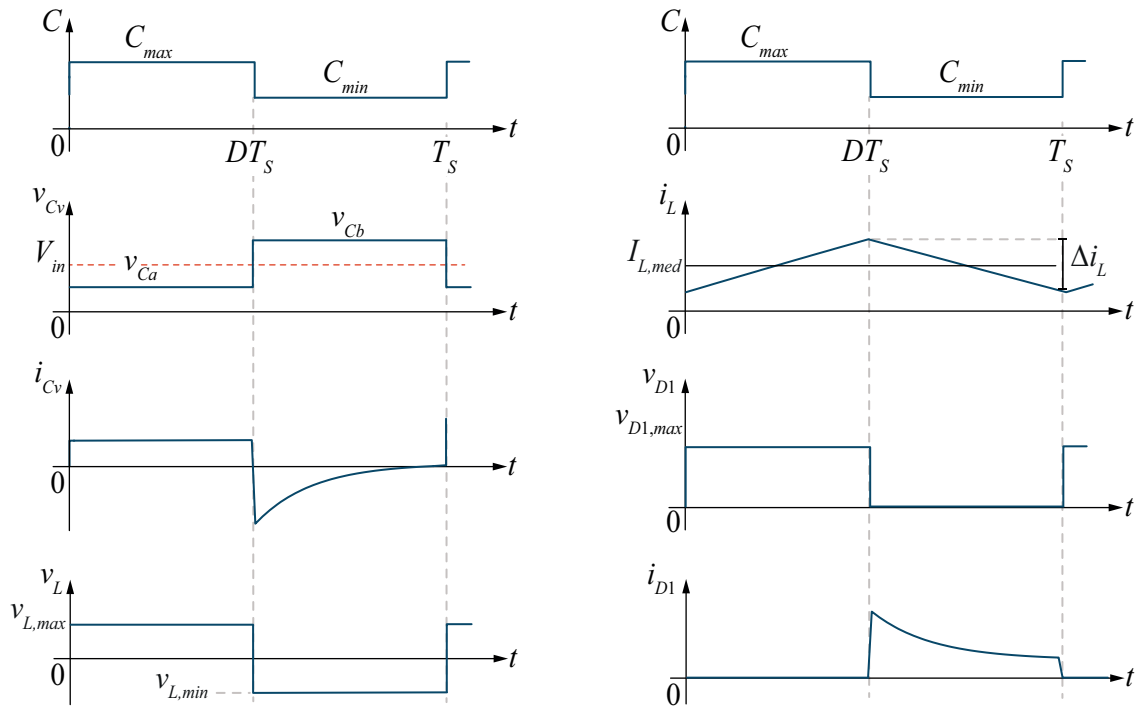 C
C_max
C_min
0
DT_S
T_S
t
v_Cv
V_in
v_Ca
v_Cb
0
t
i_Cv
0
t
v_L
v_L,max
0
v_L,min
t
C
C_max
C_min
0
DT_S
T_S
t
i_L
I_L,med
Δi_L
0
t
v_D1
v_D1,max
0
t
i_D1
0
t